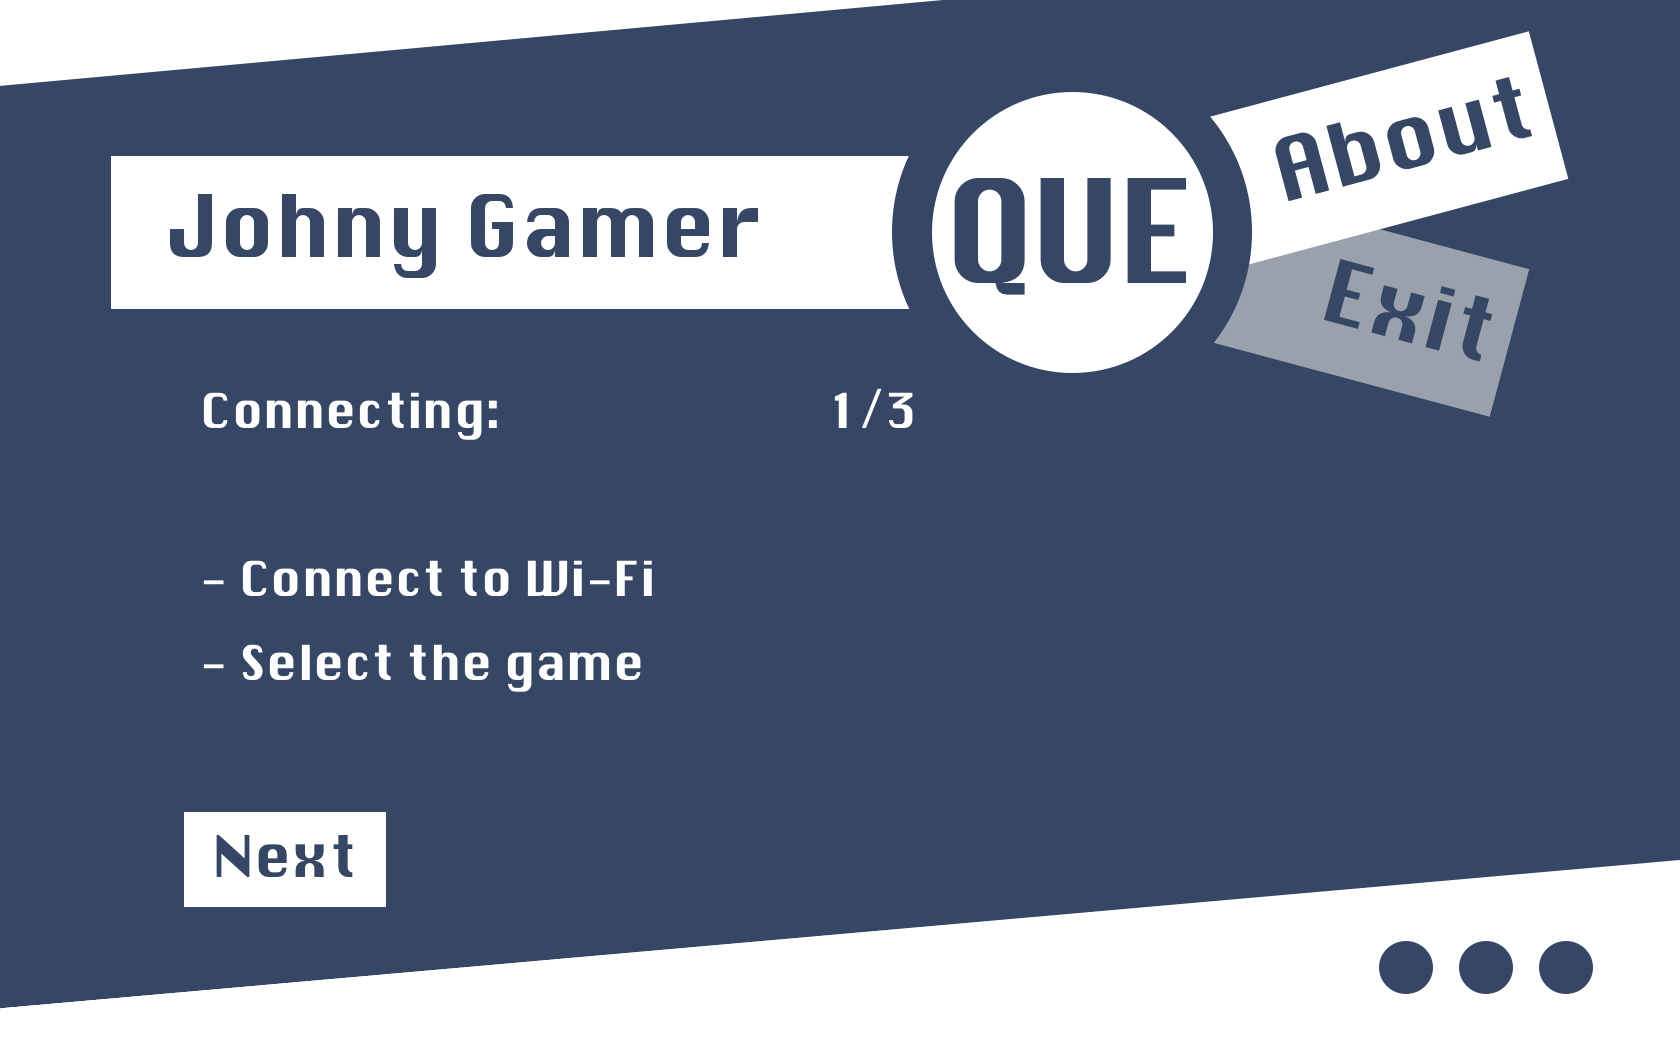 Johny Gamer
QUE
About
Exit
Connecting: 1/3
- Connect to Wi-Fi
- Select the game
Next